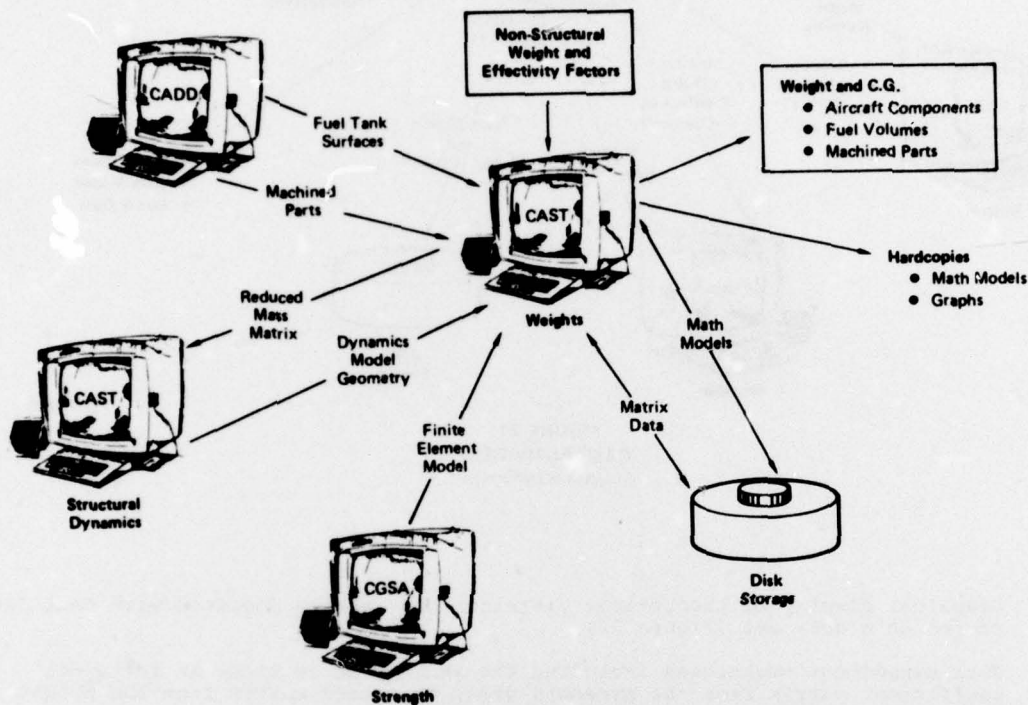 Non-Structural
Weight and
Effectivity Factors
CADD
Weight and C.G.
● Aircraft Components
● Fuel Volumes
● Machined Parts
Fuel Tank
Surfaces
Machined
Parts
CAST
Weights
Hardcopies
● Math Models
● Graphs
Reduced
Mass
Matrix
Dynamics
Model
Geometry
Math
Models
CAST
Structural
Dynamics
Finite
Element
Model
Matrix
Data
CGSA
Strength
Disk
Storage